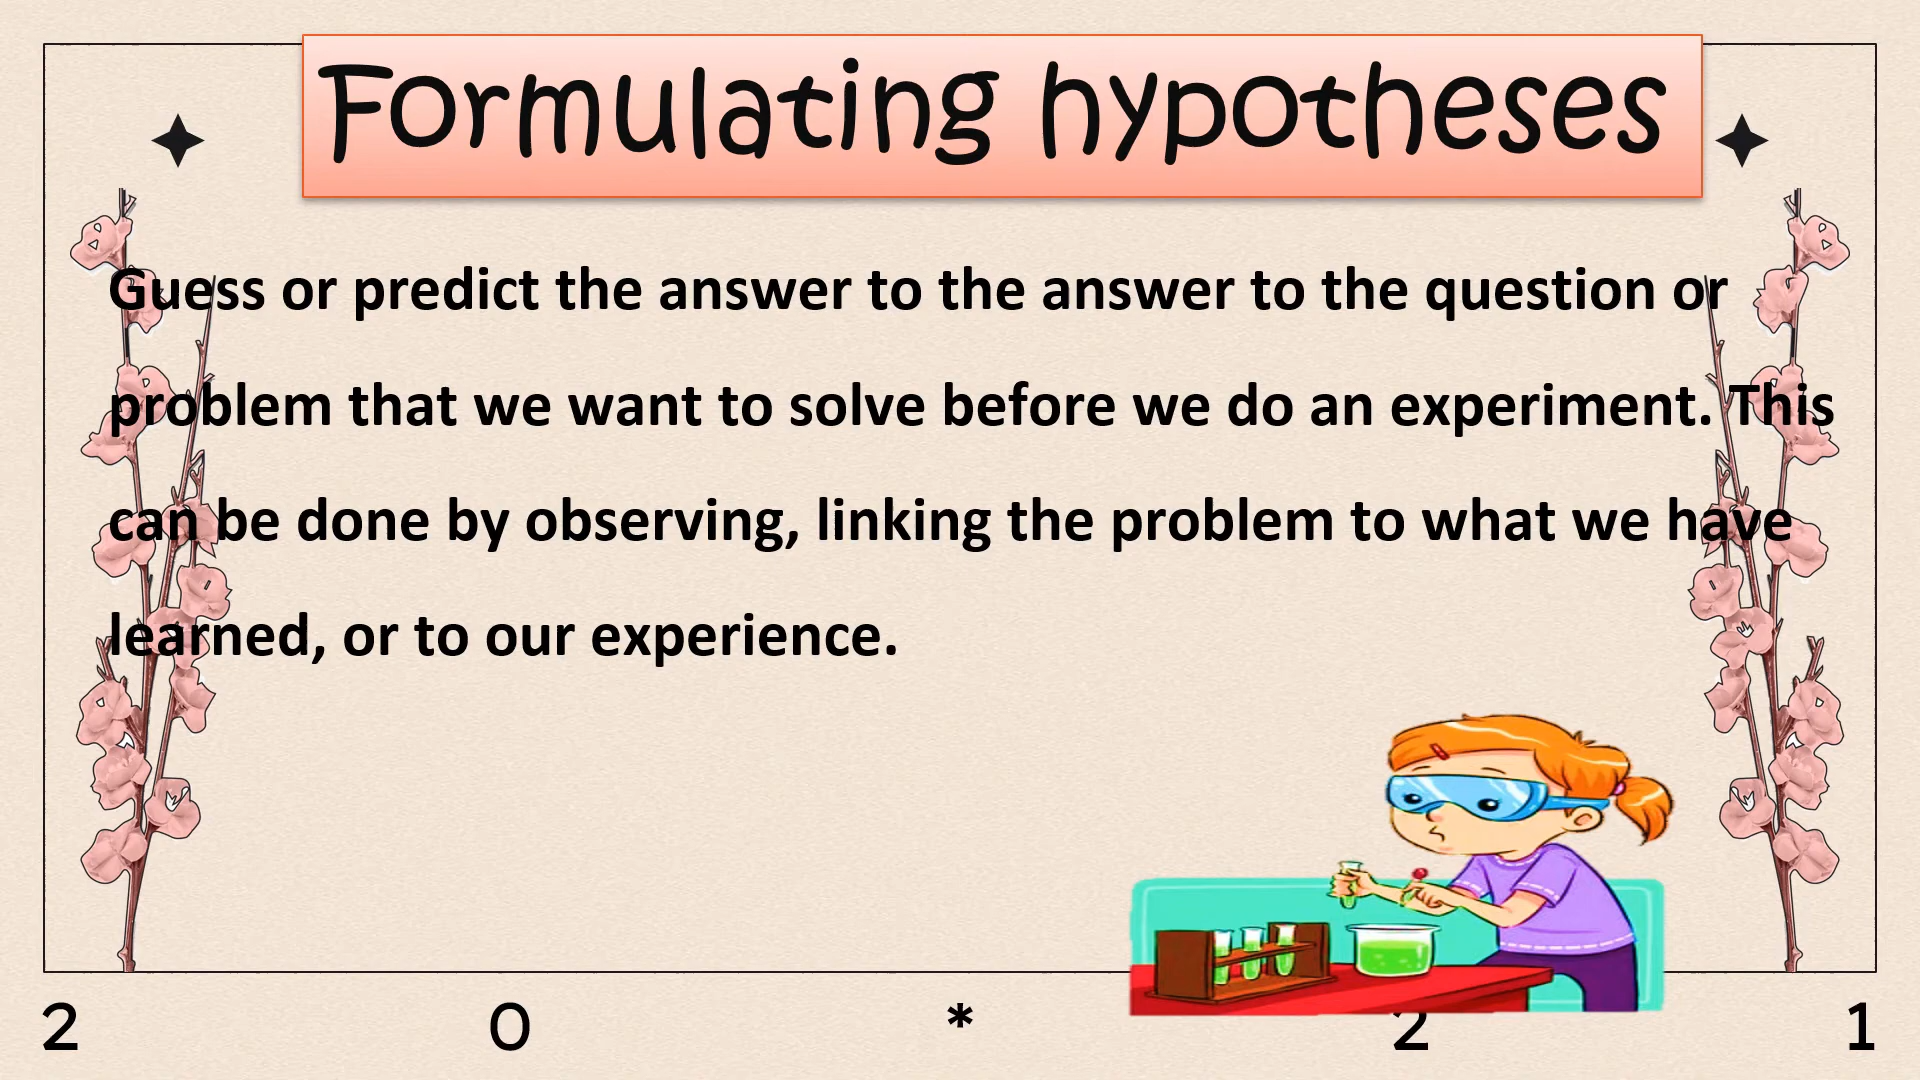 Formulating hypotheses
Guess or predict the answer to the answer to the question or
problem that we want to solve before we do an experiment. This
can be done by observing, linking the problem to what we have
learned, or to our experience.
2 0 * 2 1